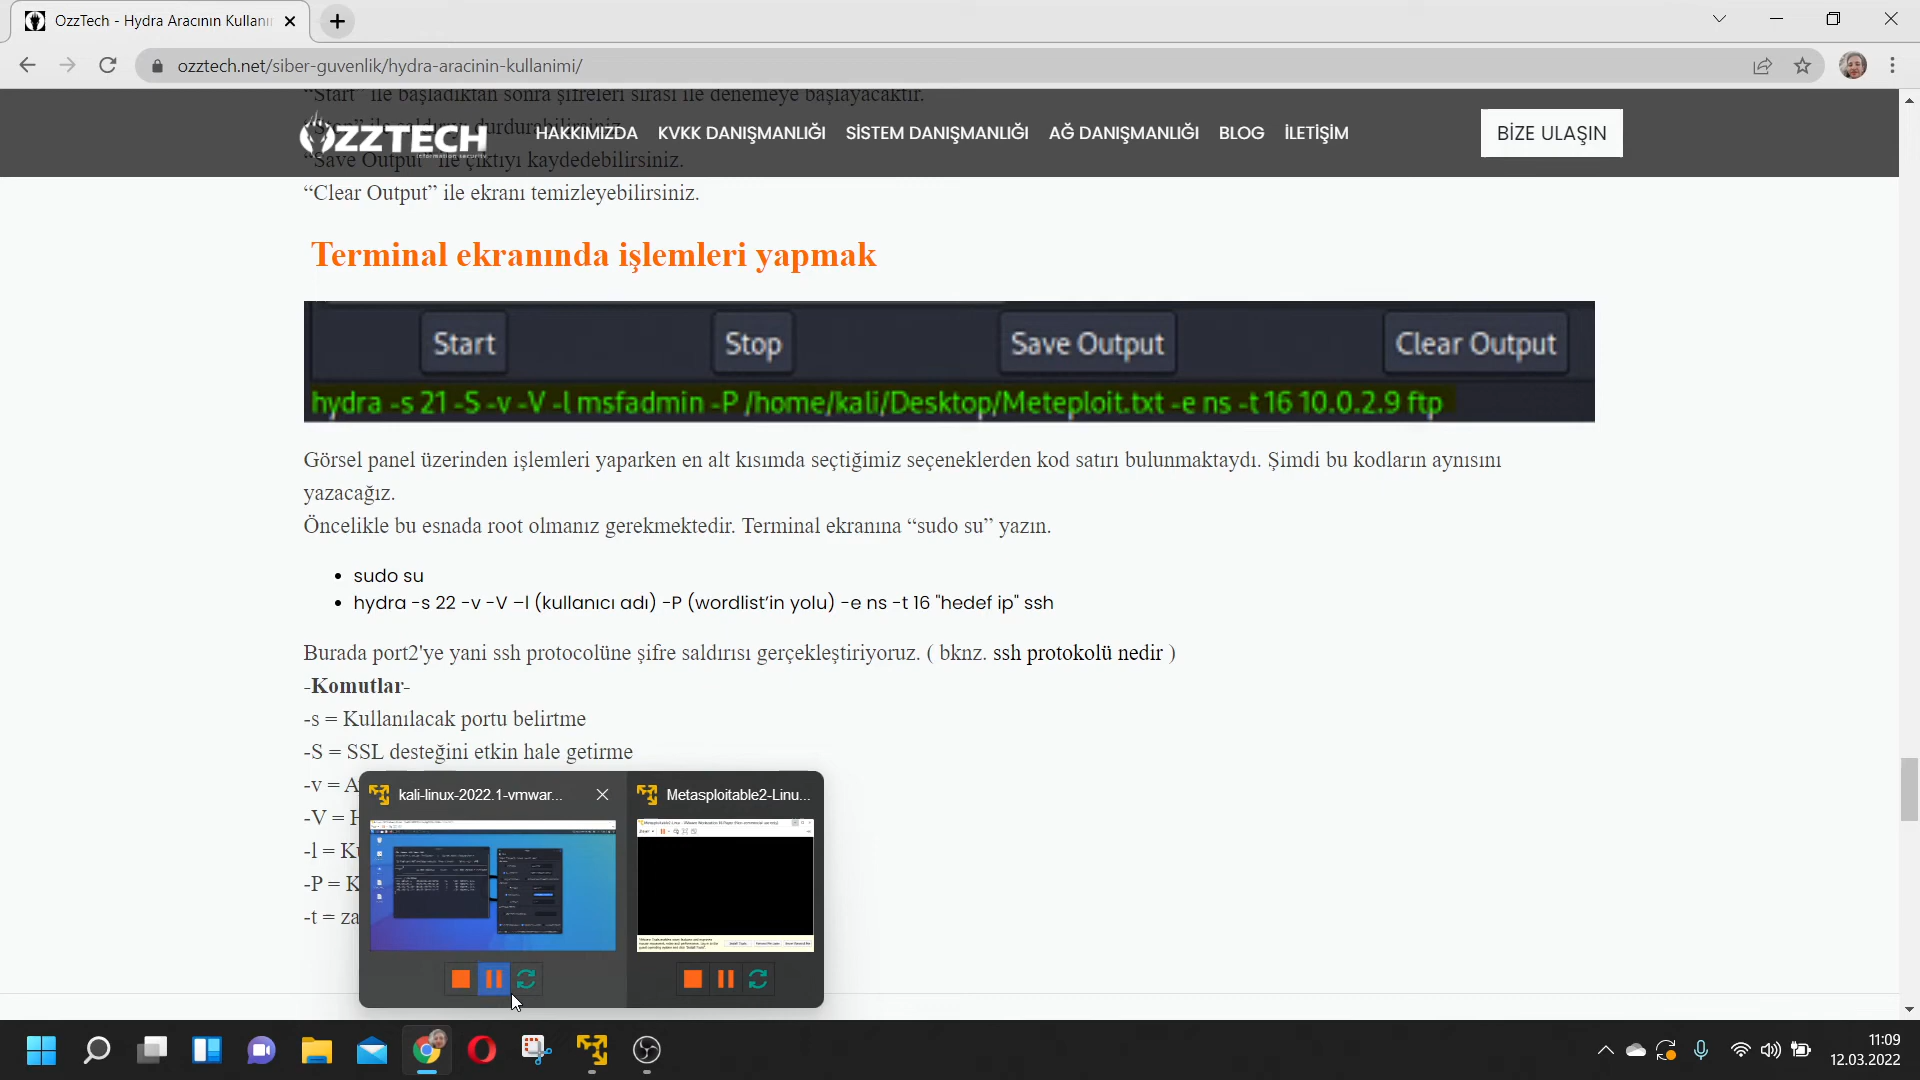 OzzTech - Hydra Aracının Kullanı
ozztech.net/siber-guvenlik/hydra-aracinin-kullanimi/
“Start” ile başladıktan sonra şifreleri sırası ile denemeye başlayacaktır.
durdurabilirsiniz.
OZZTECH
information security
HAKKIMIZDA KVKK DANIŞMANLIĞI SİSTEM DANIŞMANLIĞI AĞ DANIŞMANLIĞI BLOG İLETİŞİM
BİZE ULAŞIN
“Save Output” ile çıktıyı kaydedebilirsiniz.
“Clear Output” ile ekranı temizleyebilirsiniz.
Terminal ekranında işlemleri yapmak
Start Stop Save Output Clear Output
hydra -s 21 -S -v -V -l msfadmin -P /home/kali/Desktop/Meteploit.txt -e ns -t 16 10.0.2.9 ftp
Görsel panel üzerinden işlemleri yaparken en alt kısımda seçtiğimiz seçeneklerden kod satırı bulunmaktaydı. Şimdi bu kodların aynısını
yazacağız.
Öncelikle bu esnada root olmanız gerekmektedir. Terminal ekranına “sudo su” yazın.
• sudo su
• hydra -s 22 -v -V –l (kullanıcı adı) -P (wordlist’in yolu) -e ns -t 16 "hedef ip" ssh
Burada port2'ye yani ssh protocolüne şifre saldırısı gerçekleştiriyoruz. ( bknz. ssh protokolü nedir )
-Komutlar-
-s = Kullanılacak portu belirtme
-S = SSL desteğini etkin hale getirme
-v = A
-V = H
-l = Ku
-P = K
-t = za
kali-linux-2022.1-vmwar...
Metasploitable2-Linu...
11:09
12.03.2022